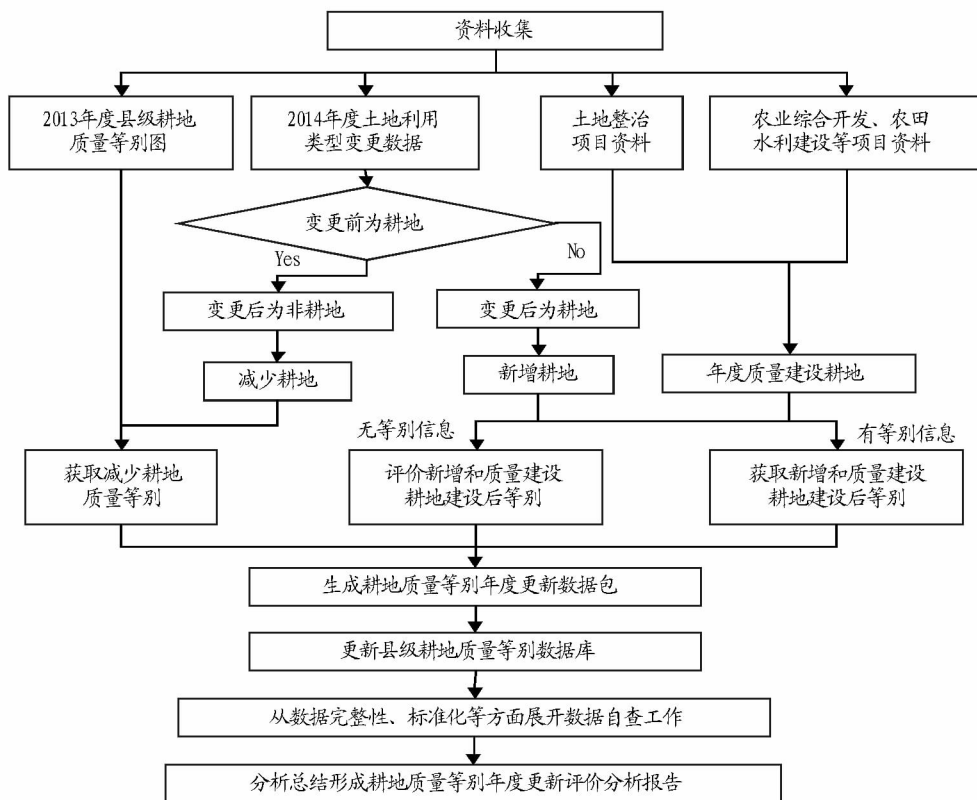 资料收集
2013年度县级耕地
质量等别图
2014年度土地利用
类型变更数据
土地整治
项目资料
农业综合开发、农田
水利建设等项目资料
变更前为耕地
Yes
No
变更后为非耕地
变更后为耕地
减少耕地
新增耕地
年度质量建设耕地
无等别信息
有等别信息
获取减少耕地
质量等别
评价新增和质量建设
耕地建设后等别
获取新增和质量建设
耕地建设后等别
生成耕地质量等别年度更新数据包
更新县级耕地质量等别数据库
从数据完整性、标准化等方面展开数据自查工作
分析总结形成耕地质量等别年度更新评价分析报告